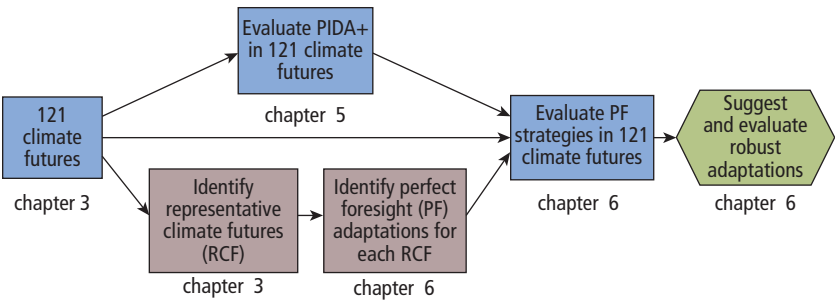 Evaluate PIDA+
in 121 climate
futures
chapter 5
121
climate
futures
chapter 3
Identify
representative
climate futures
(RCF)
chapter 3
Identify perfect
foresight (PF)
adaptations for
each RCF
chapter 6
Evaluate PF
strategies in 121
climate futures
chapter 6
Suggest
and evaluate
robust
adaptations
chapter 6